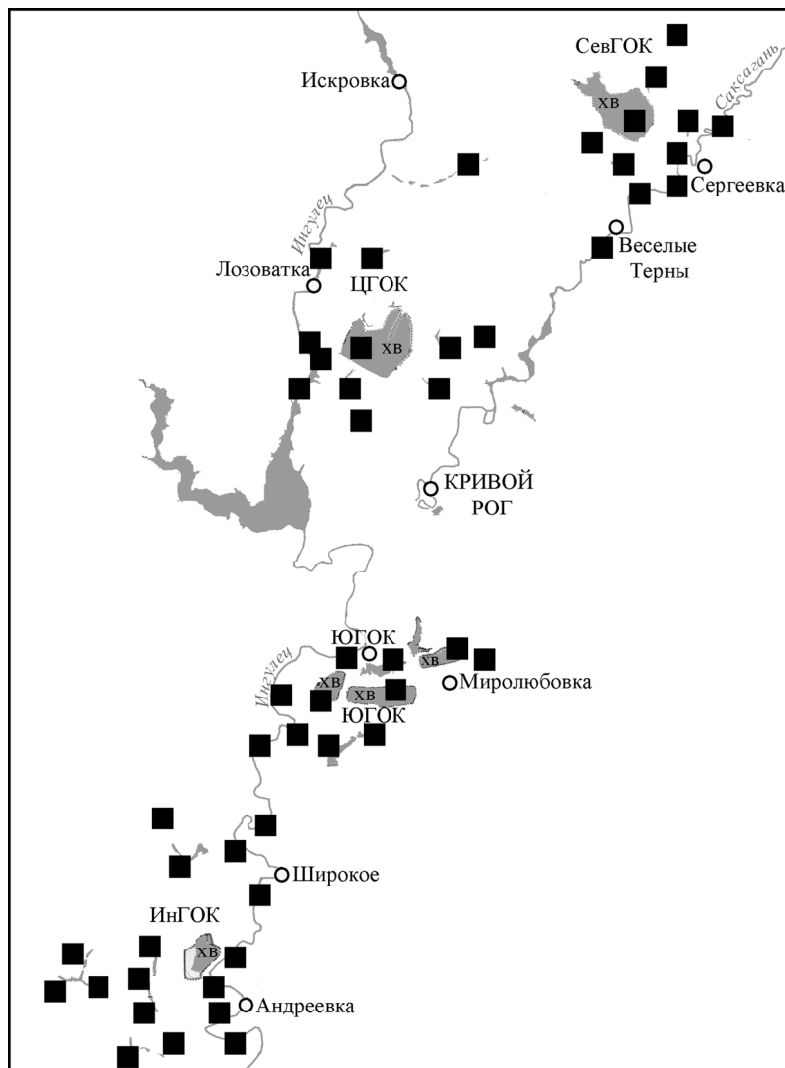 СевГОК
Искровка
Саксагань
хв
Сергеевка
Ингулец
Веселые
Терны
Лозоватка
ЦГОК
хв
КРИВОЙ
РОГ
ЮГОК
хв
Ингулец
хв
хв
Миролюбовка
ЮГОК
Широкое
ИнГОК
хв
Андреевка